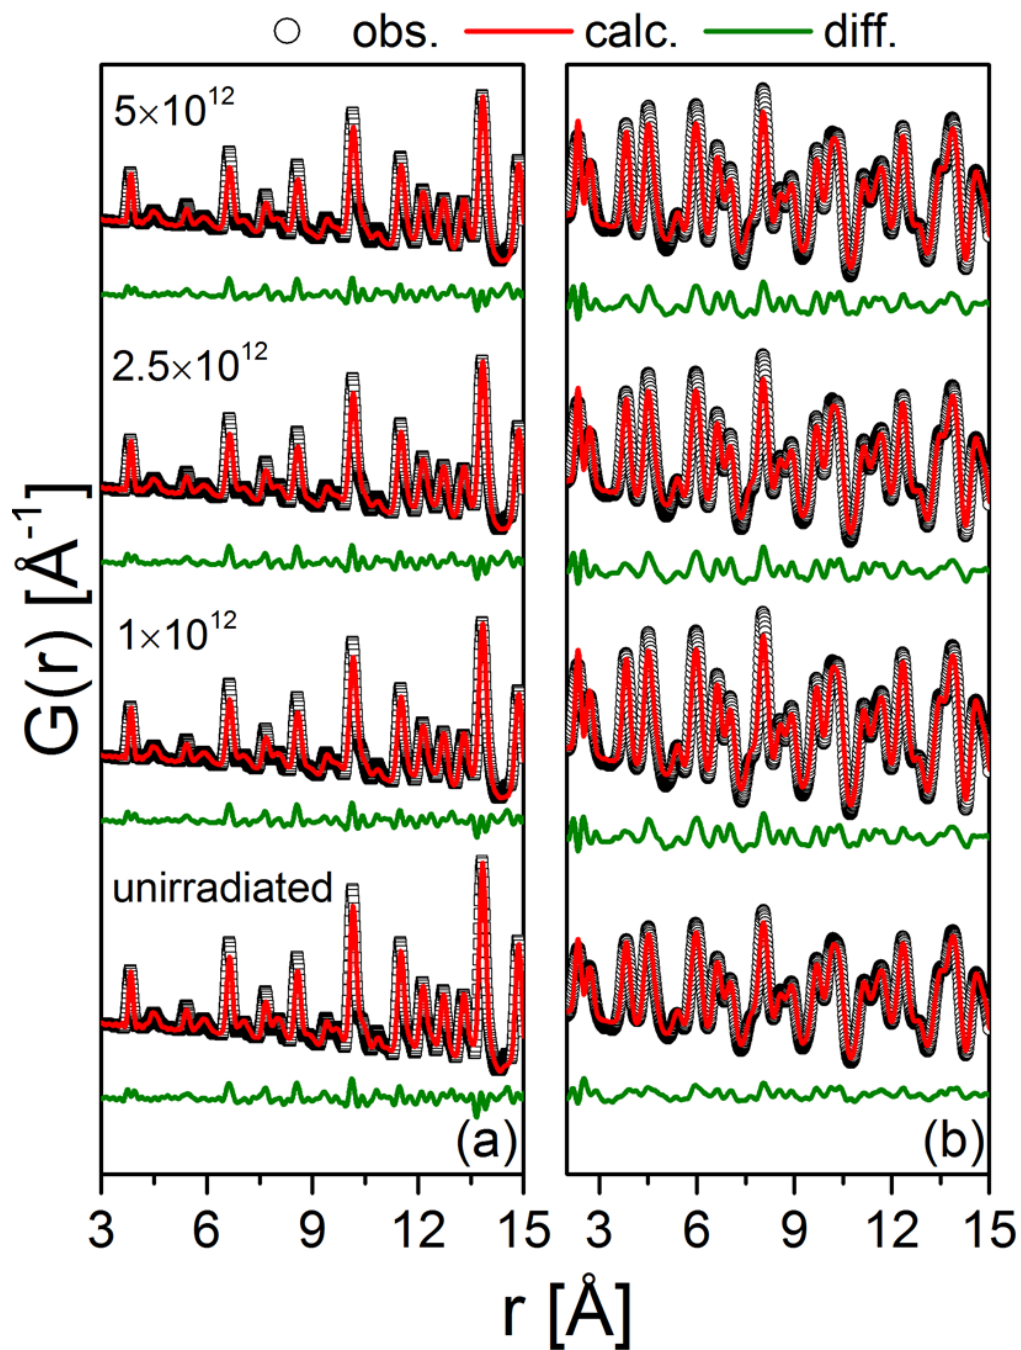 obs. calc. diff.
5×10¹²
2.5×10¹²
1×10¹²
unirradiated
(a) (b)
G(r) [Å⁻¹]
3 6 9 12 15 3 6 9 12 15
r [Å]